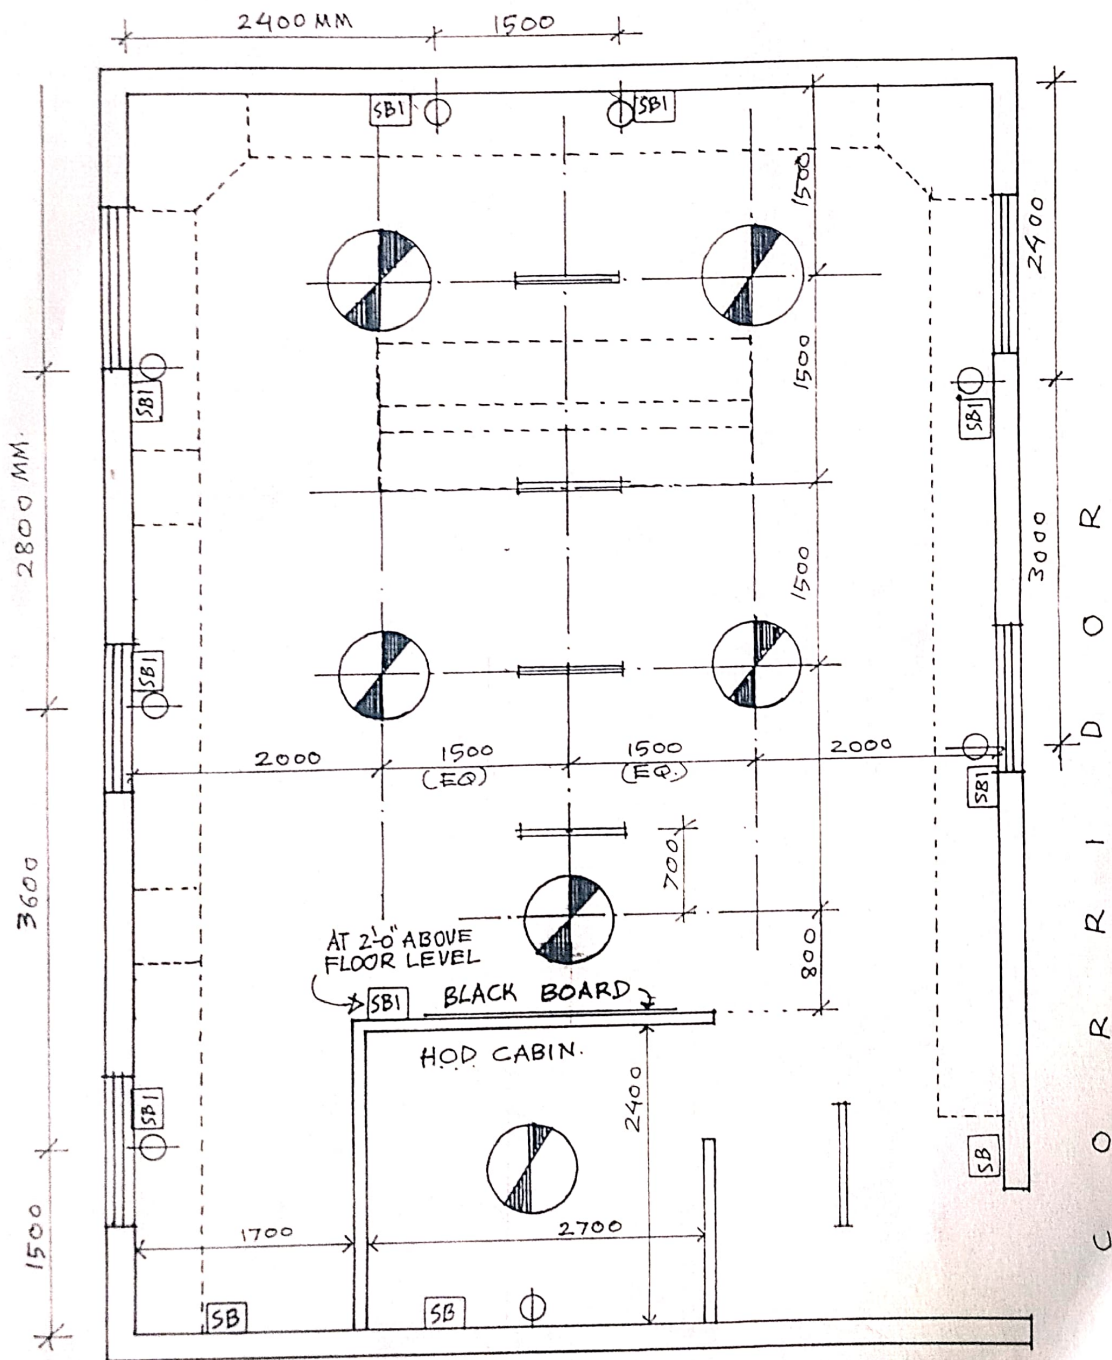 2400 MM
1500
SB1
SB1
1500
2400
1500
SB1
SB1
2800 MM.
3000
1500
SB1
2000
1500
(EQ)
1500
(EQ.)
2000
SB1
3600
700
AT 2'-0" ABOVE
FLOOR LEVEL
800
SB1
BLACK BOARD
HOD CABIN.
2400
SB1
SB
1500
1700
2700
SB
SB
CORRIDOR